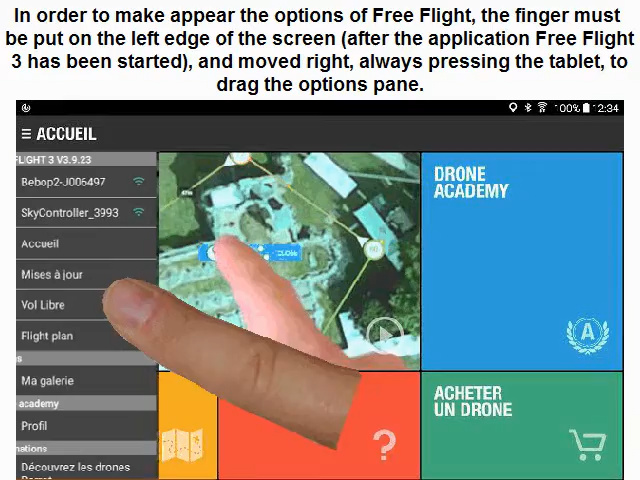 In order to make appear the options of Free Flight, the finger must
be put on the left edge of the screen (after the application Free Flight
3 has been started), and moved right, always pressing the tablet, to
drag the options pane.
100% 12:34
≡ ACCUEIL
FLIGHT 3 V3.9.23
Bebop2-J006497
SkyController_3993
Accueil
Mises à jour
Vol Libre
Flight plan
Ma galerie
academy
Profil
Découvrez les drones
DRONE
ACADEMY
A
ACHETER
UN DRONE
?